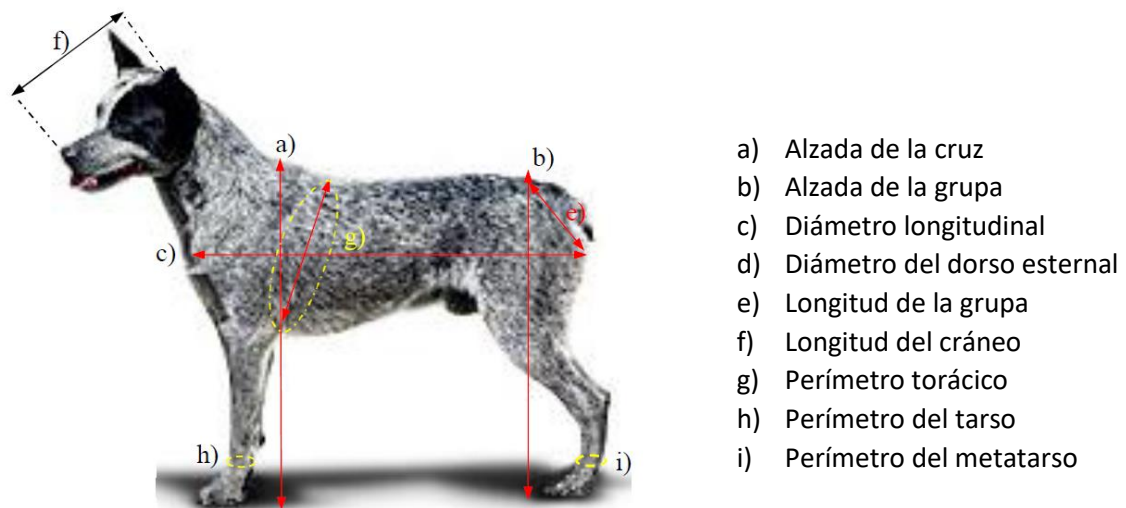 f)
a)
b)
e)
g)
c)
h)
i)
a) Alzada de la cruz
b) Alzada de la grupa
c) Diámetro longitudinal
d) Diámetro del dorso esternal
e) Longitud de la grupa
f) Longitud del cráneo
g) Perímetro torácico
h) Perímetro del tarso
i) Perímetro del metatarso